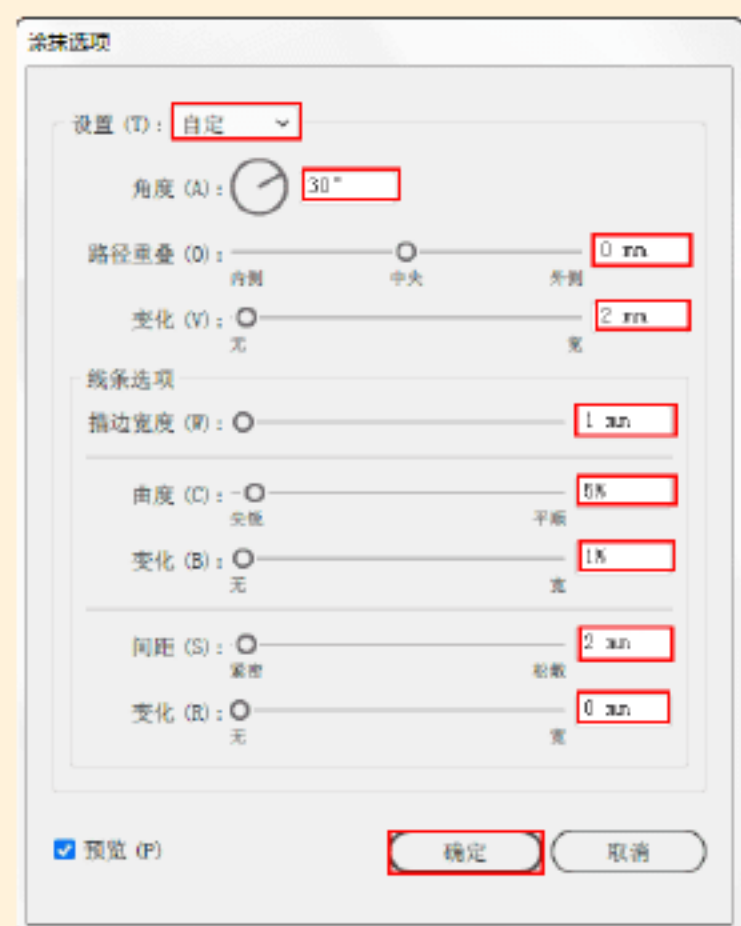 涂抹选项
设置 (T): 自定
角度 (A): 30°
路径重叠 (O): 0 mm
内侧 中央 外侧
变化 (V): 2 mm
无 宽
线条选项
描边宽度 (W): 1 mm
曲度 (C): 5%
尖锐 平顺
变化 (B): 1%
无 宽
间距 (S): 2 mm
紧密 松散
变化 (R): 0 mm
无 宽
预览 (P) 确定 取消